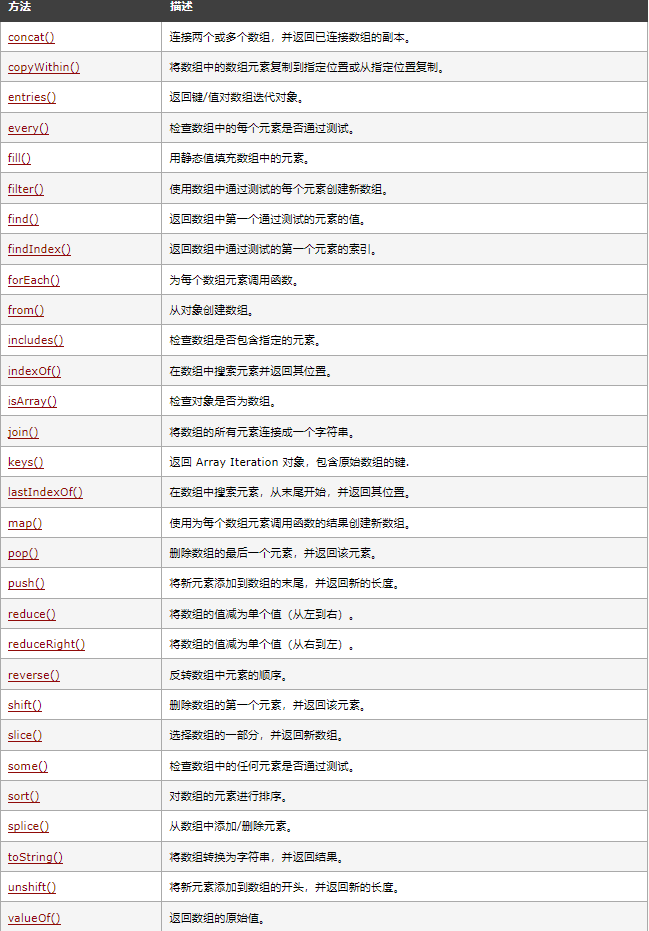 方法 描述
concat() 连接两个或多个数组，并返回已连接数组的副本。
copyWithin() 将数组中的数组元素复制到指定位置或从指定位置复制。
entries() 返回键/值对数组迭代对象。
every() 检查数组中的每个元素是否通过测试。
fill() 用静态值填充数组中的元素。
filter() 使用数组中通过测试的每个元素创建新数组。
find() 返回数组中第一个通过测试的元素的值。
findIndex() 返回数组中通过测试的第一个元素的索引。
forEach() 为每个数组元素调用函数。
from() 从对象创建数组。
includes() 检查数组是否包含指定的元素。
indexOf() 在数组中搜索元素并返回其位置。
isArray() 检查对象是否为数组。
join() 将数组的所有元素连接成一个字符串。
keys() 返回 Array Iteration 对象，包含原始数组的键.
lastIndexOf() 在数组中搜索元素，从末尾开始，并返回其位置。
map() 使用为每个数组元素调用函数的结果创建新数组。
pop() 删除数组的最后一个元素，并返回该元素。
push() 将新元素添加到数组的末尾，并返回新的长度。
reduce() 将数组的值减为单个值（从左到右）。
reduceRight() 将数组的值减为单个值（从右到左）。
reverse() 反转数组中元素的顺序。
shift() 删除数组的第一个元素，并返回该元素。
slice() 选择数组的一部分，并返回新数组。
some() 检查数组中的任何元素是否通过测试。
sort() 对数组的元素进行排序。
splice() 从数组中添加/删除元素。
toString() 将数组转换为字符串，并返回结果。
unshift() 将新元素添加到数组的开头，并返回新的长度。
valueOf() 返回数组的原始值。